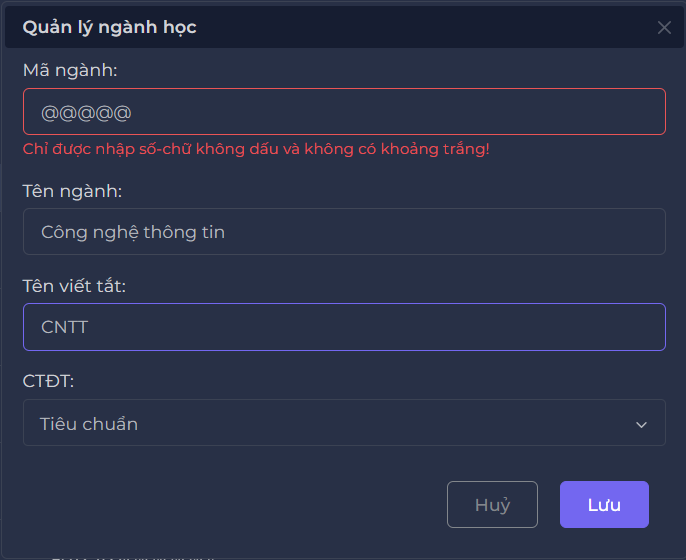 Quản lý ngành học
Mã ngành:
@@@@@
Chỉ được nhập số-chữ không dấu và không có khoảng trắng!
Tên ngành:
Công nghệ thông tin
Tên viết tắt:
CNTT
CTĐT:
Tiêu chuẩn
Huỷ
Lưu